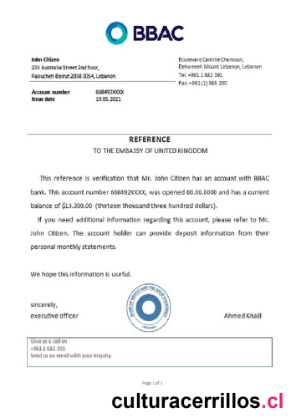 BBAC
John Citizen
Boulevard Camille Chamoun,
235 Australia Street 2nd floor,
Deirweneh Mount Lebanon, Lebanon
Raoucheh Beirut 2058 3054, Lebanon
Tel: +961 1 682 391
Fax: +961 (1) 365 200
Account number 668492XXXX
Issue date 19.05.2021
REFERENCE
TO THE EMBASSY OF UNITED KINGDOM
This reference is verification that Mr. John Citizen has an account with BBAC
bank. This account number 668492XXXX, was opened 00.00.0000 and has a current
balance of $13.300.00 (thirteen thousand three hundred dollars).
If you need additional information regarding this account, please refer to Mr.
John Citizen. The account holder can provide deposit information from their
personal monthly statements.
We hope this information is useful.
sincerely,
executive officer
Ahmed Khalil
Give us a call on
+961 1 682 391
Send us an email with your enquiry
Page 1 of 1
culturacerrillos.cl